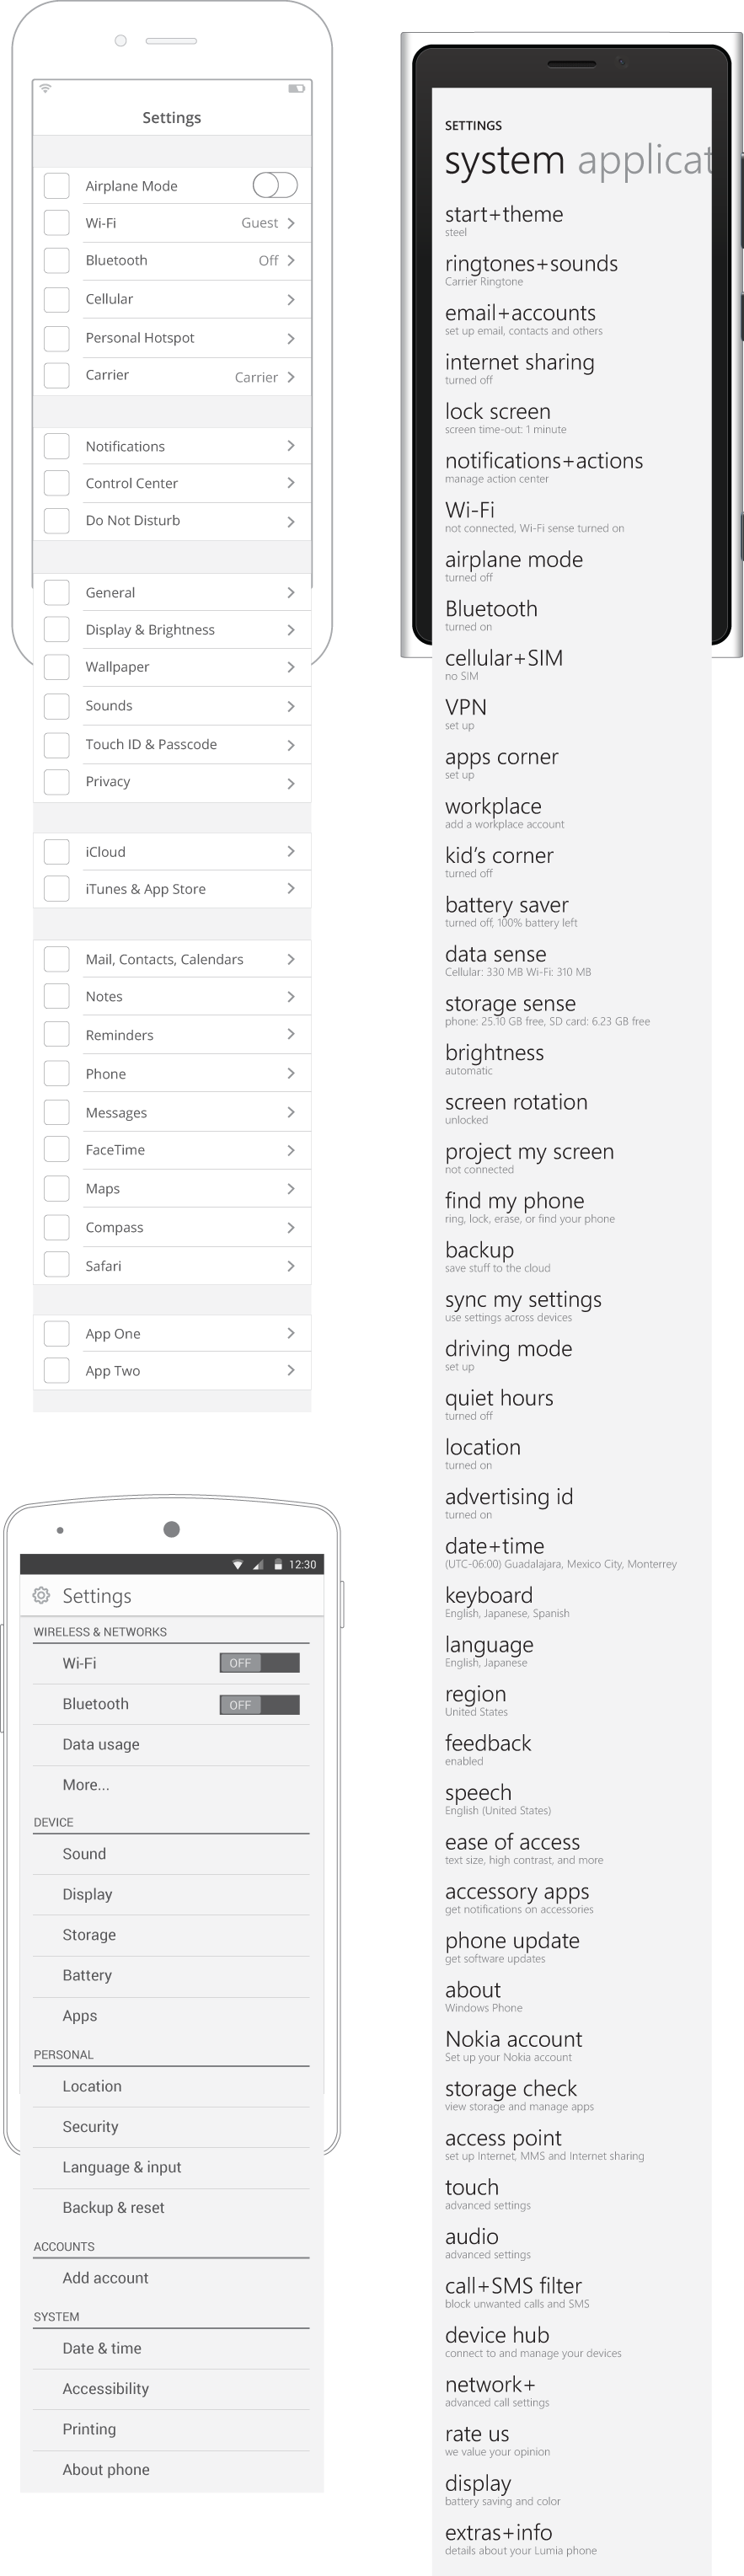 Settings
Airplane Mode
Wi-Fi Guest
Bluetooth Off
Cellular
Personal Hotspot
Carrier Carrier
Notifications
Control Center
Do Not Disturb
General
Display & Brightness
Wallpaper
Sounds
Touch ID & Passcode
Privacy
iCloud
iTunes & App Store
Mail, Contacts, Calendars
Notes
Reminders
Phone
Messages
FaceTime
Maps
Compass
Safari
App One
App Two
12:30
Settings
WIRELESS & NETWORKS
Wi-Fi OFF
Bluetooth OFF
Data usage
More...
DEVICE
Sound
Display
Storage
Battery
Apps
PERSONAL
Location
Security
Language & input
Backup & reset
ACCOUNTS
Add account
SYSTEM
Date & time
Accessibility
Printing
About phone
SETTINGS
system applicat
start+theme
steel
ringtones+sounds
Carrier Ringtone
email+accounts
set up email, contacts and others
internet sharing
turned off
lock screen
screen time-out: 1 minute
notifications+actions
manage action center
Wi-Fi
not connected, Wi-Fi sense turned on
airplane mode
turned off
Bluetooth
turned on
cellular+SIM
no SIM
VPN
set up
apps corner
set up
workplace
add a workplace account
kid's corner
turned off
battery saver
turned off, 100% battery left
data sense
Cellular: 330 MB Wi-Fi: 310 MB
storage sense
phone: 25.10 GB free, SD card: 6.23 GB free
brightness
automatic
screen rotation
unlocked
project my screen
not connected
find my phone
ring, lock, erase, or find your phone
backup
save stuff to the cloud
sync my settings
use settings across devices
driving mode
set up
quiet hours
turned off
location
turned on
advertising id
turned on
date+time
(UTC-06:00) Guadalajara, Mexico City, Monterrey
keyboard
English, Japanese, Spanish
language
English, Japanese
region
United States
feedback
enabled
speech
English (United States)
ease of access
text size, high contrast, and more
accessory apps
get notifications on accessories
phone update
get software updates
about
Windows Phone
Nokia account
Set up your Nokia account
storage check
view storage and manage apps
access point
set up Internet, MMS and Internet sharing
touch
advanced settings
audio
advanced settings
call+SMS filter
block unwanted calls and SMS
device hub
connect to and manage your devices
network+
advanced call settings
rate us
we value your opinion
display
battery saving and color
extras+info
details about your Lumia phone